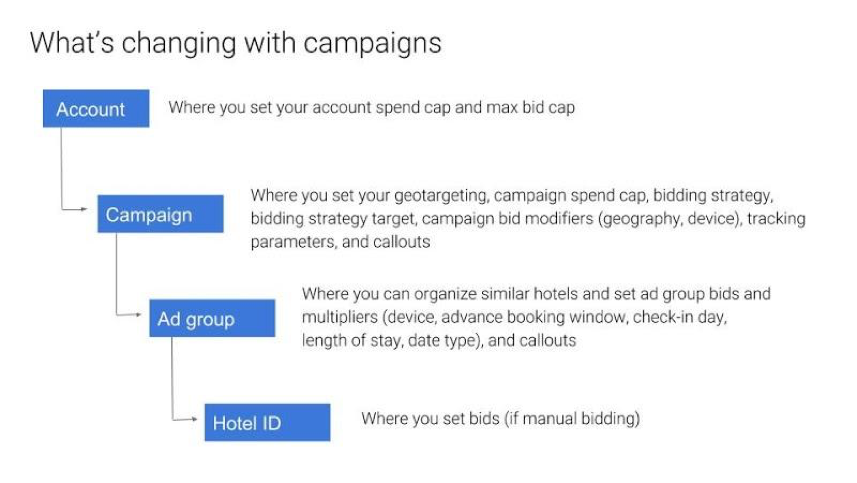 What's changing with campaigns
Account
Where you set your account spend cap and max bid cap
Campaign
Where you set your geotargeting, campaign spend cap, bidding strategy,
bidding strategy target, campaign bid modifiers (geography, device), tracking
parameters, and callouts
Ad group
Where you can organize similar hotels and set ad group bids and
multipliers (device, advance booking window, check-in day,
length of stay, date type), and callouts
Hotel ID
Where you set bids (if manual bidding)